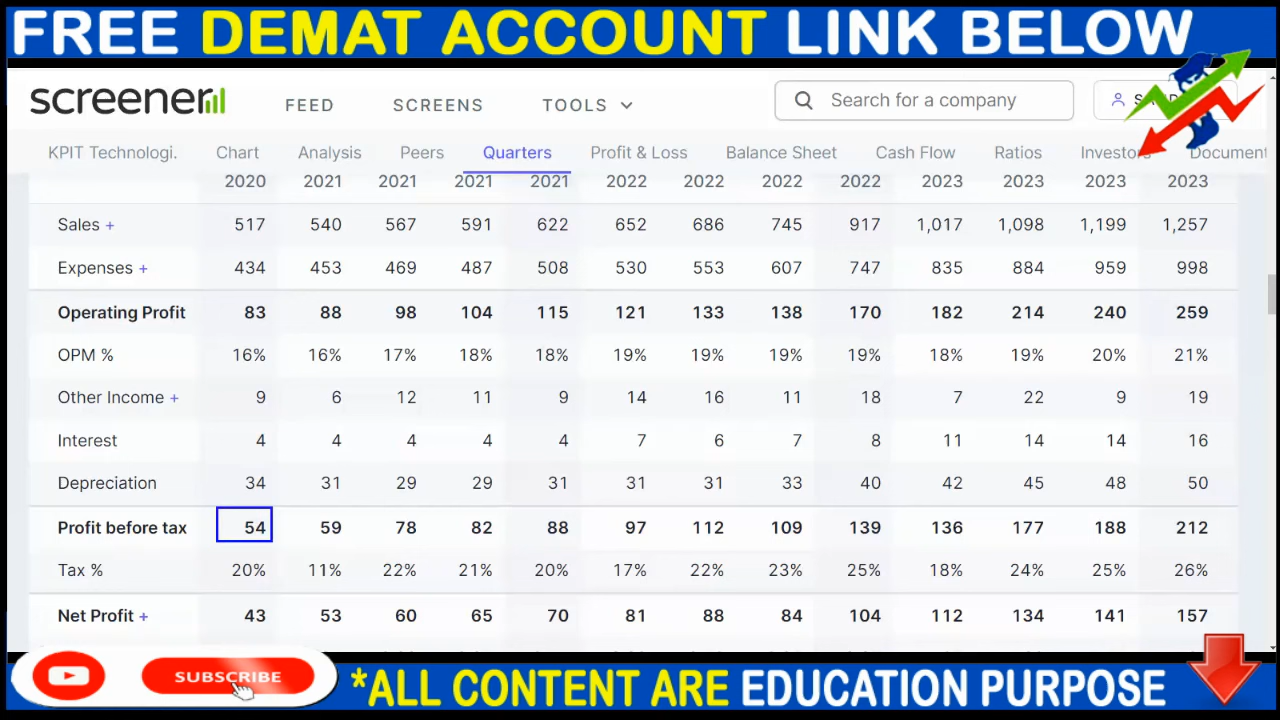 FREE DEMAT ACCOUNT LINK BELOW
screener FEED SCREENS TOOLS Search for a company
KPIT Technologi. Chart Analysis Peers Quarters Profit & Loss Balance Sheet Cash Flow Ratios Investors Document
2020 2021 2021 2021 2021 2022 2022 2022 2022 2023 2023 2023 2023
Sales + 517 540 567 591 622 652 686 745 917 1,017 1,098 1,199 1,257
Expenses + 434 453 469 487 508 530 553 607 747 835 884 959 998
Operating Profit 83 88 98 104 115 121 133 138 170 182 214 240 259
OPM % 16% 16% 17% 18% 18% 19% 19% 19% 19% 18% 19% 20% 21%
Other Income + 9 6 12 11 9 14 16 11 18 7 22 9 19
Interest 4 4 4 4 4 7 6 7 8 11 14 14 16
Depreciation 34 31 29 29 31 31 31 33 40 42 45 48 50
Profit before tax 54 59 78 82 88 97 112 109 139 136 177 188 212
Tax % 20% 11% 22% 21% 20% 17% 22% 23% 25% 18% 24% 25% 26%
Net Profit + 43 53 60 65 70 81 88 84 104 112 134 141 157
SUBSCRIBE *ALL CONTENT ARE EDUCATION PURPOSE